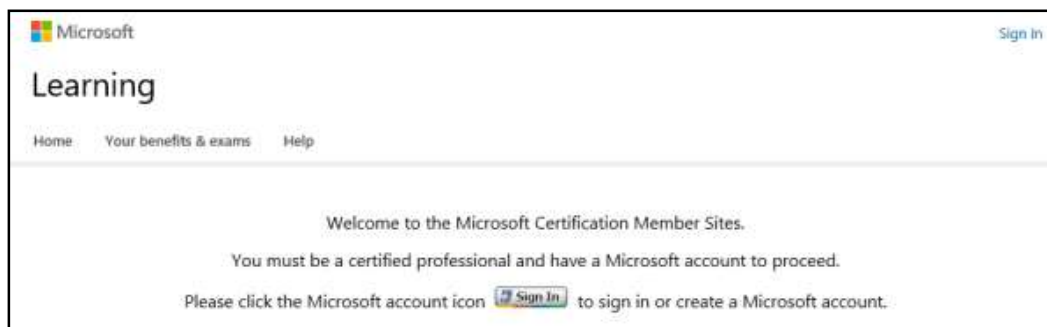 Microsoft
Sign In
Learning
Home Your benefits & exams Help
Welcome to the Microsoft Certification Member Sites.
You must be a certified professional and have a Microsoft account to proceed.
Please click the Microsoft account icon Sign In to sign in or create a Microsoft account.